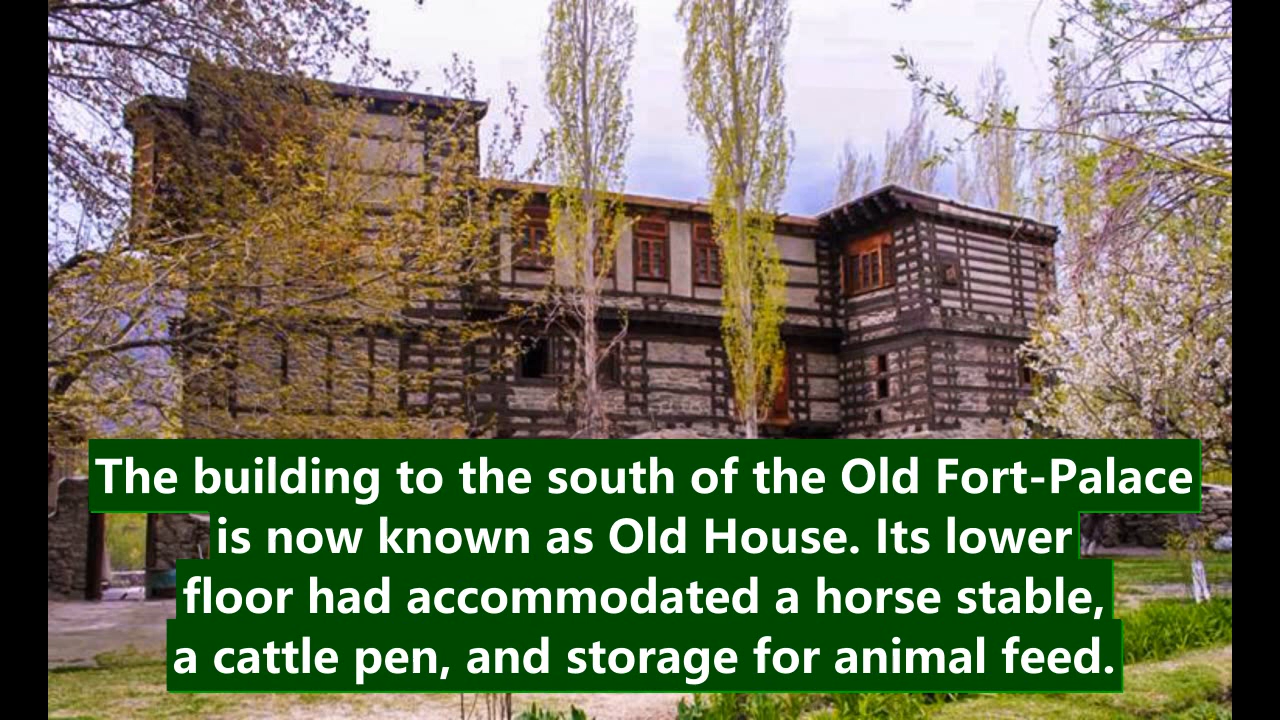 The building to the south of the Old Fort-Palace
is now known as Old House. Its lower
floor had accommodated a horse stable,
a cattle pen, and storage for animal feed.